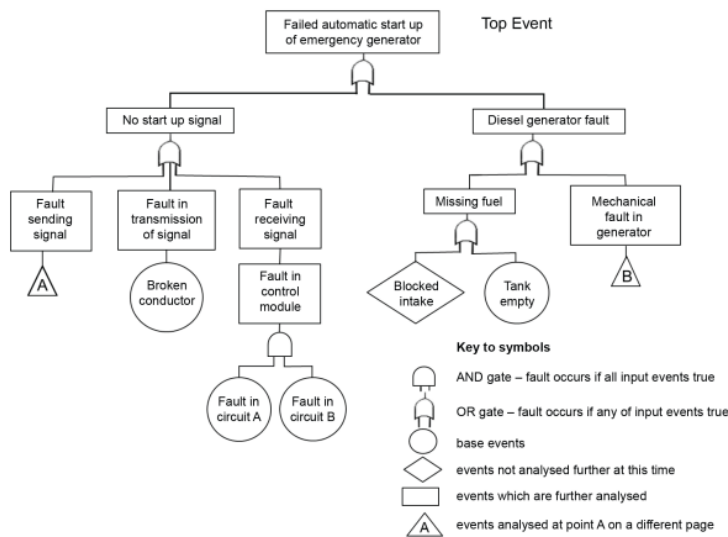 Failed automatic start up
of emergency generator
Top Event
No start up signal
Diesel generator fault
Fault
sending
signal
Fault in
transmission
of signal
Fault
receiving
signal
Missing fuel
Mechanical
fault in
generator
A
Broken
conductor
Fault in
control
module
Blocked
intake
Tank
empty
B
Fault in
circuit A
Fault in
circuit B
Key to symbols
AND gate – fault occurs if all input events true
OR gate – fault occurs if any of input events true
base events
events not analysed further at this time
events which are further analysed
A
events analysed at point A on a different page